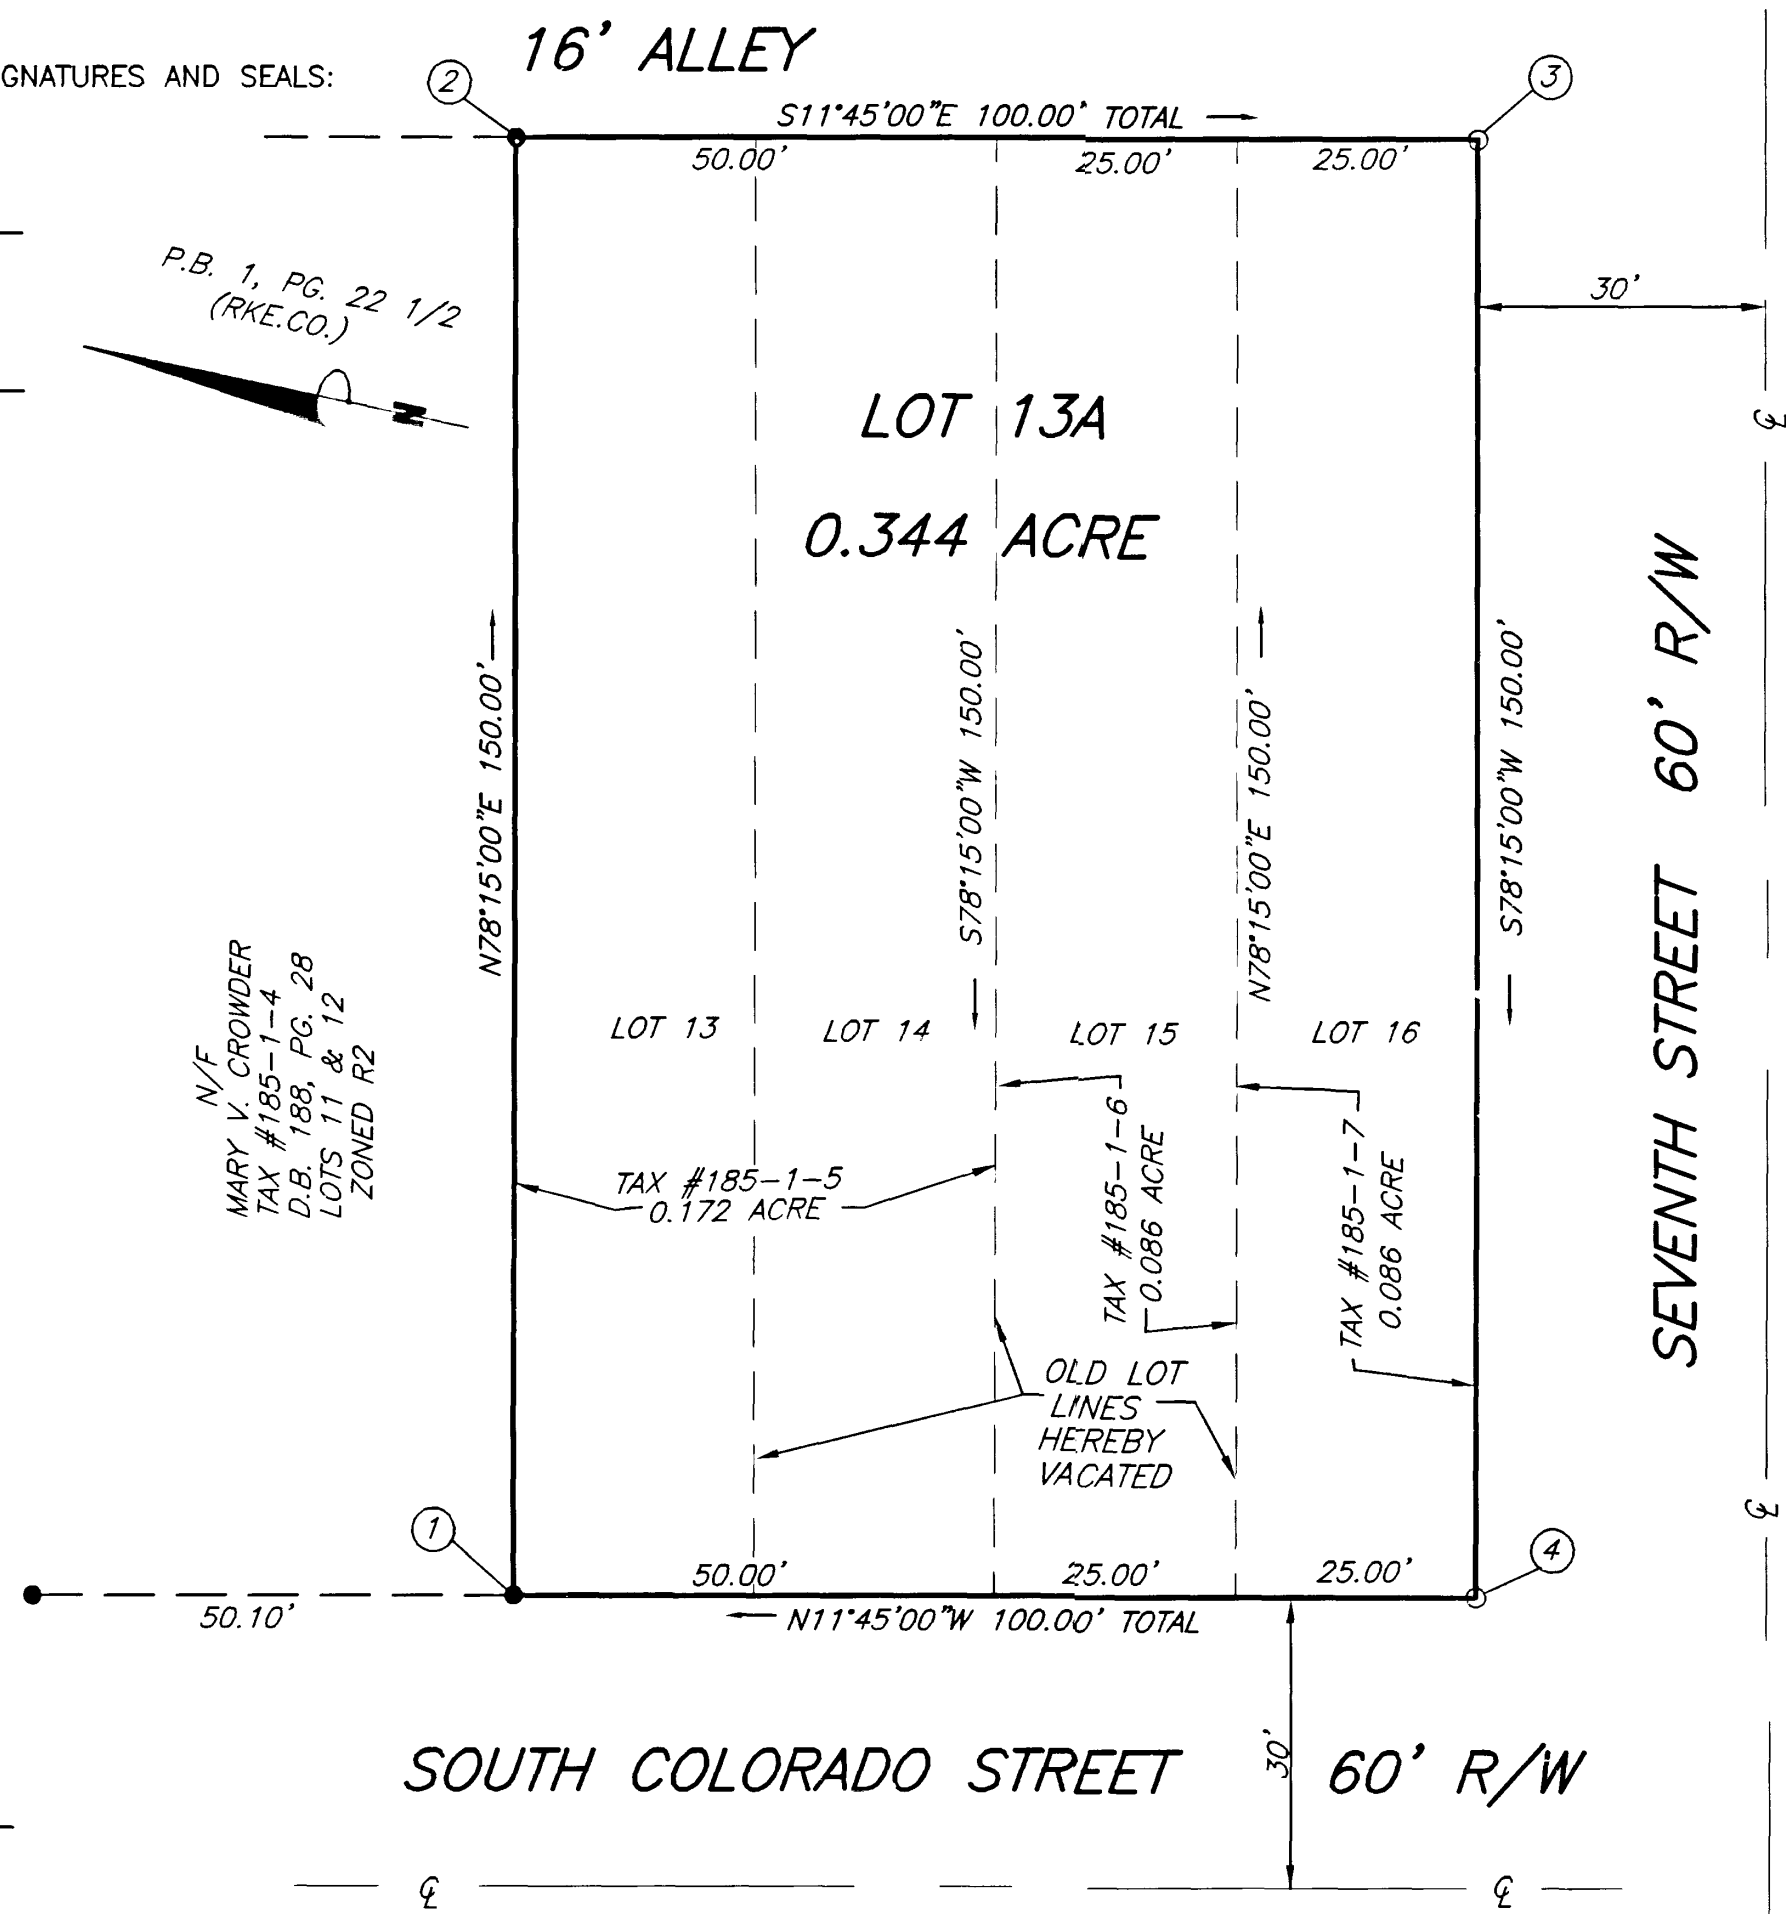 16' ALLEY
GNATURES AND SEALS:
2
3
S11°45'00"E 100.00' TOTAL
50.00'
25.00'
25.00'
P.B. 1, PG. 22 1/2
(RKE.CO.)
N
30'
℄
LOT 13A
0.344 ACRE
N78°15'00"E 150.00'
S78°15'00"W 150.00'
N78°15'00"E 150.00'
S78°15'00"W 150.00'
SEVENTH STREET 60' R/W
N/F
MARY V. CROWDER
TAX #185-1-4
D.B. 188, PG. 28
LOTS 11 & 12
ZONED R2
LOT 13
LOT 14
LOT 15
LOT 16
TAX #185-1-5
0.172 ACRE
TAX #185-1-6
0.086 ACRE
TAX #185-1-7
0.086 ACRE
OLD LOT
LINES
HEREBY
VACATED
℄
1
4
50.00'
25.00'
25.00'
50.10'
N11°45'00"W 100.00' TOTAL
30'
SOUTH COLORADO STREET 60' R/W
℄
℄